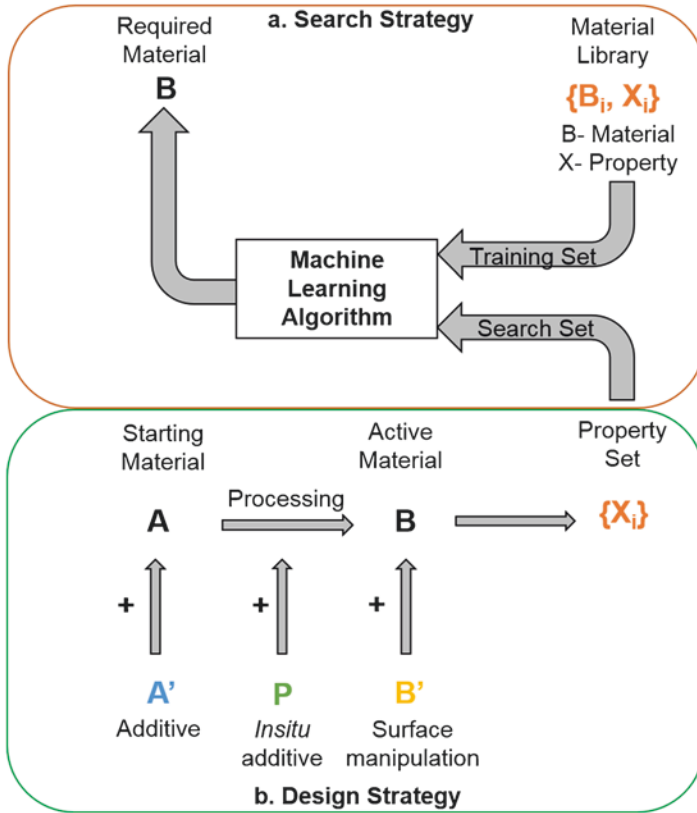 a. Search Strategy
Required
Material
B
Material
Library
{Bi, Xi}
B- Material
X- Property
Machine
Learning
Algorithm
Training Set
Search Set
Starting
Material
Active
Material
Property
Set
Processing
A
B
{Xi}
+
+
+
A’
P
B’
Additive
Insitu
additive
Surface
manipulation
b. Design Strategy